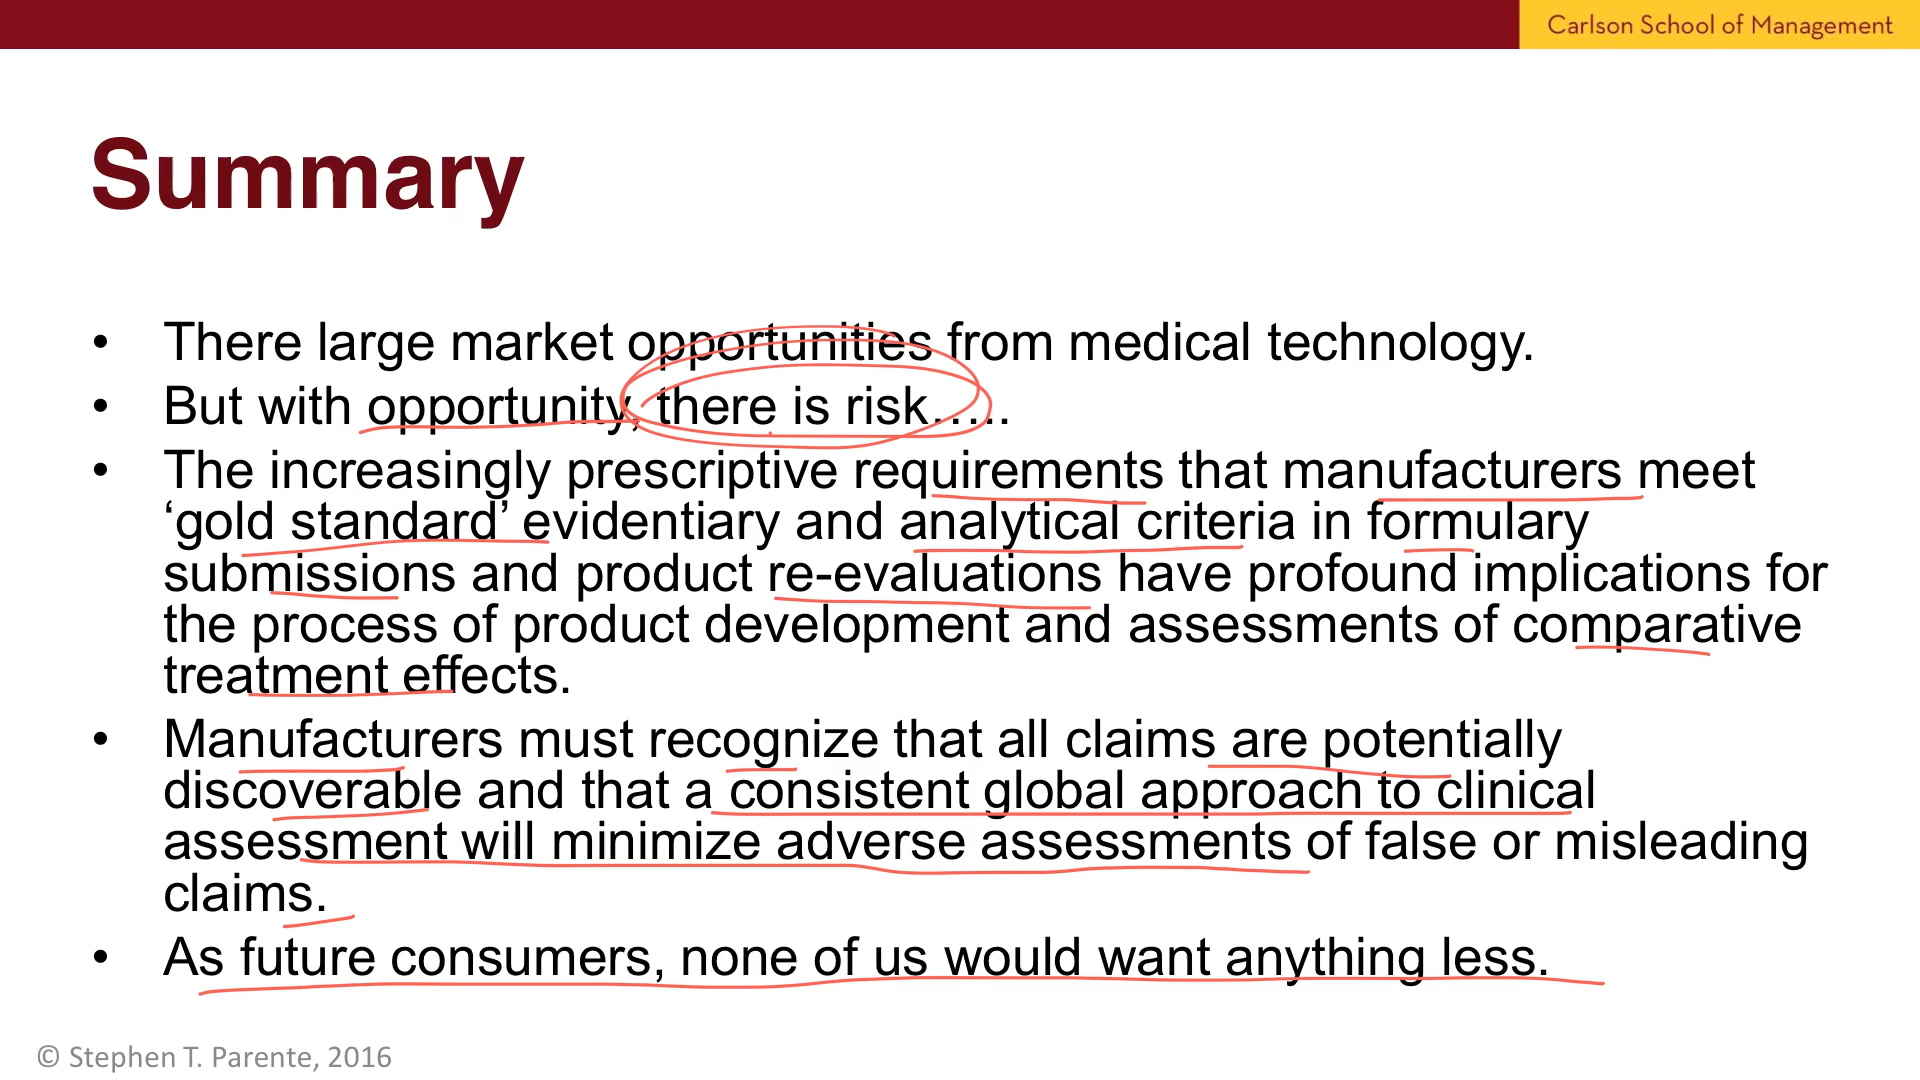 Carlson School of Management
Summary
• There large market opportunities from medical technology.
• But with opportunity, there is risk…..
• The increasingly prescriptive requirements that manufacturers meet
‘gold standard’ evidentiary and analytical criteria in formulary
submissions and product re-evaluations have profound implications for
the process of product development and assessments of comparative
treatment effects.
• Manufacturers must recognize that all claims are potentially
discoverable and that a consistent global approach to clinical
assessment will minimize adverse assessments of false or misleading
claims.
• As future consumers, none of us would want anything less.
© Stephen T. Parente, 2016